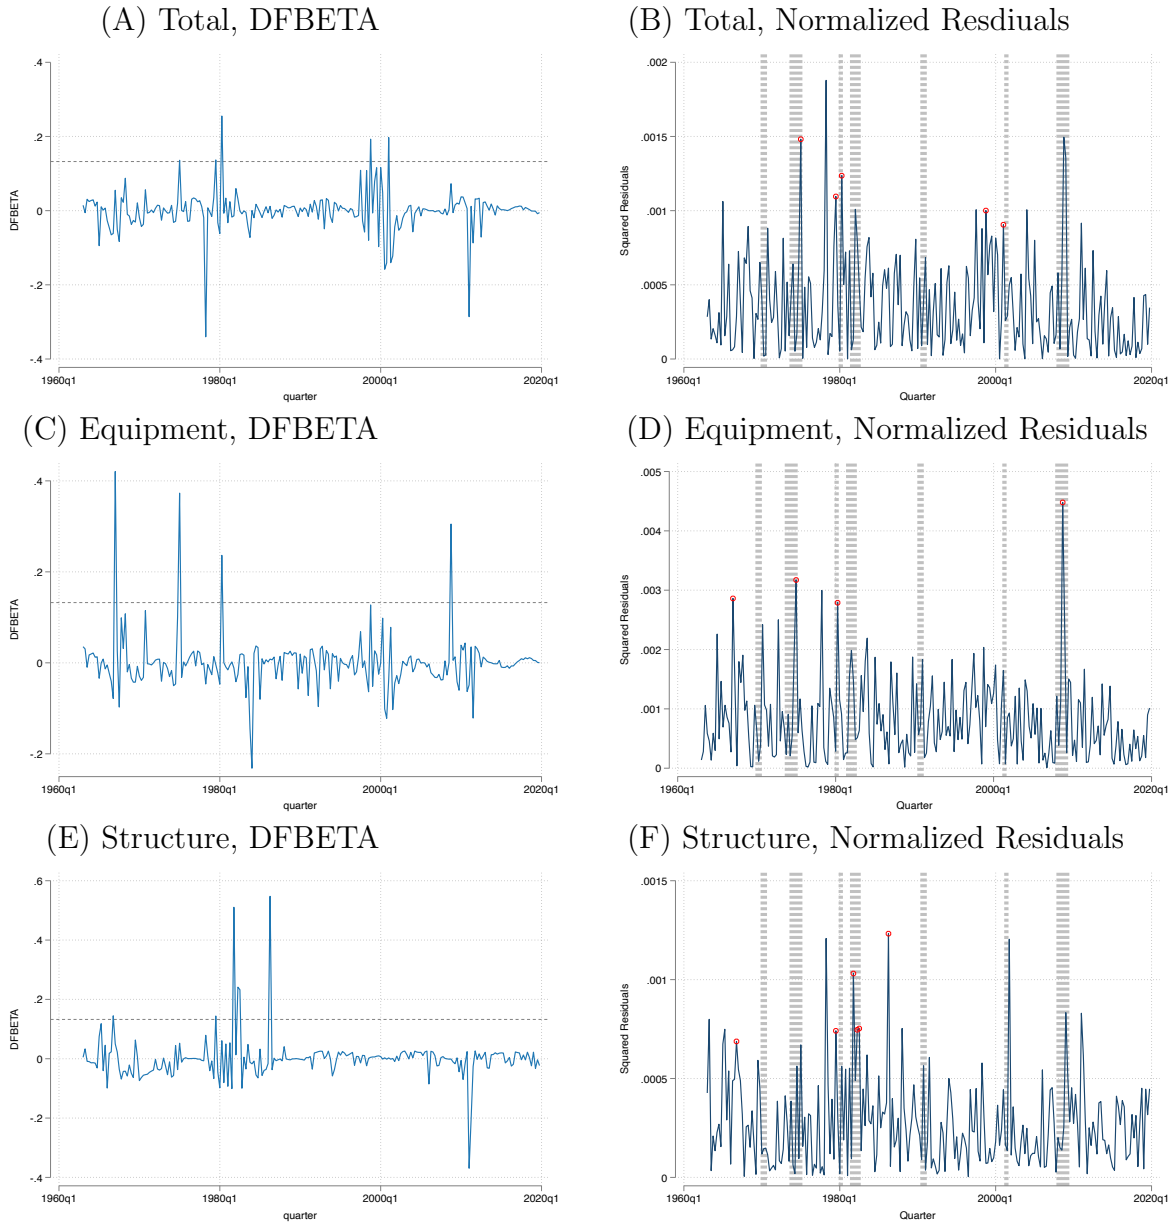 (A) Total, DFBETA
.4
.2
0
-.2
-.4
DFBETA
1960q1 1980q1 2000q1 2020q1
quarter
(B) Total, Normalized Resdiuals
.002
.0015
.001
.0005
0
Squared Residuals
1960q1 1980q1 2000q1 2020q1
Quarter
(C) Equipment, DFBETA
.4
.2
0
-.2
DFBETA
1960q1 1980q1 2000q1 2020q1
quarter
(D) Equipment, Normalized Residuals
.005
.004
.003
.002
.001
0
Squared Residuals
1960q1 1980q1 2000q1 2020q1
Quarter
(E) Structure, DFBETA
.6
.4
.2
0
-.2
-.4
DFBETA
1960q1 1980q1 2000q1 2020q1
quarter
(F) Structure, Normalized Residuals
.0015
.001
.0005
0
Squared Residuals
1960q1 1980q1 2000q1 2020q1
Quarter